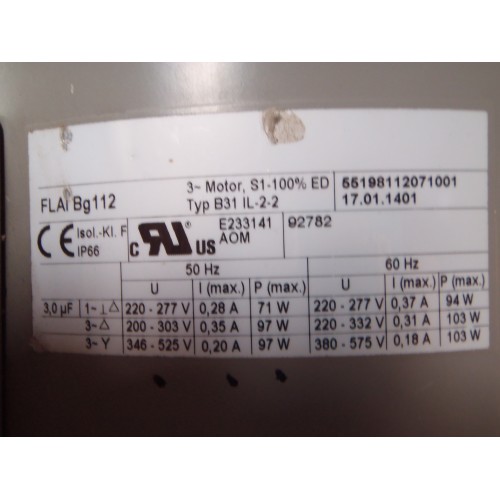 3~ Motor, S1-100% ED 55198112071001
FLAI Bg112 Typ B31 IL-2-2 17.01.1401
CE Isol.-Kl. F IP66 c RU US E233141 AOM 92782
50 Hz 60 Hz
U I (max.) P (max.) U I (max.) P (max.)
3,0 µF 1~ ⊥ △ 220 - 277 V 0,28 A 71 W 220 - 277 V 0,37 A 94 W
3~ △ 200 - 303 V 0,35 A 97 W 220 - 332 V 0,31 A 103 W
3~ Y 346 - 525 V 0,20 A 97 W 380 - 575 V 0,18 A 103 W